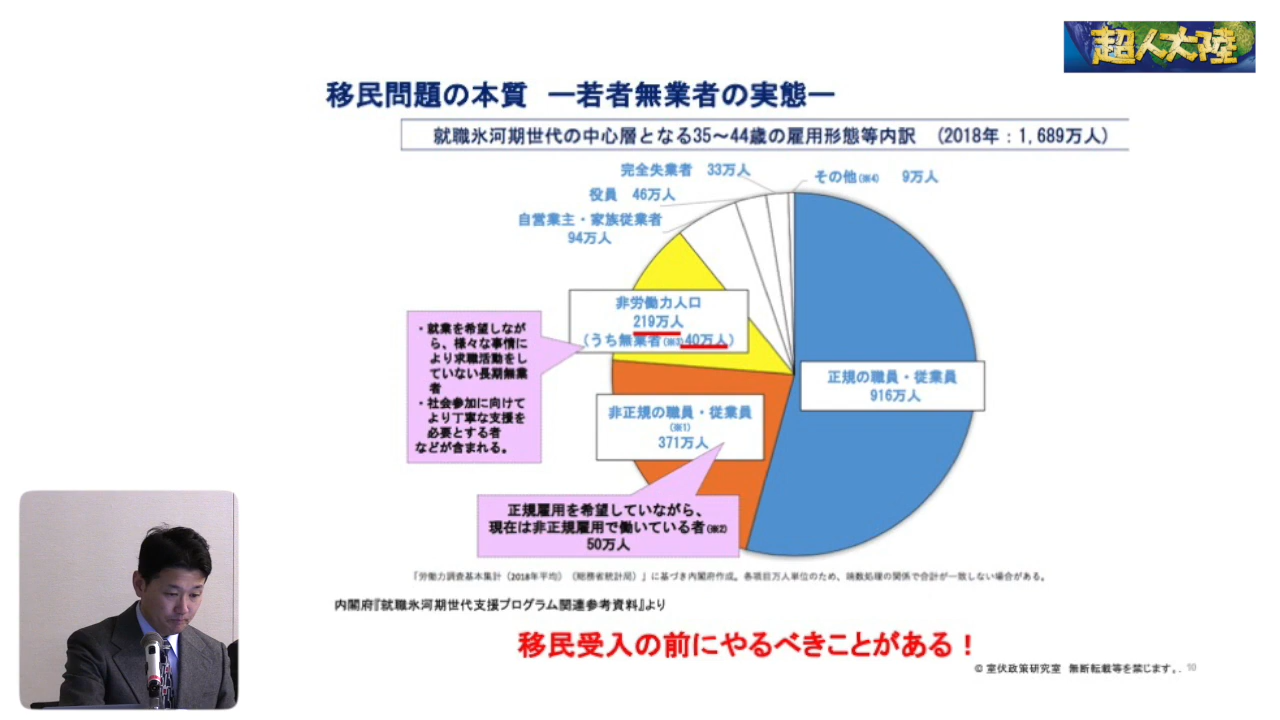 超人大陸
移民問題の本質 ―若者無業者の実態―
就職氷河期世代の中心層となる35～44歳の雇用形態等内訳 （2018年：1,689万人）
完全失業者 33万人
その他(※4) 9万人
役員 46万人
自営業主・家族従業者
94万人
非労働力人口
219万人
（うち無業者(※3)40万人）
・就業を希望しなが
ら、様々な事情に
より求職活動をし
ていない長期無業
者
・社会参加に向けて
より丁寧な支援を
必要とする者
などが含まれる。
正規の職員・従業員
916万人
非正規の職員・従業員
(※1)
371万人
正規雇用を希望していながら、
現在は非正規雇用で働いている者(※2)
50万人
「労働力調査基本集計（2018年平均）（総務省統計局）」に基づき内閣府作成。各項目万人単位のため、端数処理の関係で合計が一致しない場合がある。
内閣府『就職氷河期世代支援プログラム関連参考資料』より
移民受入の前にやるべきことがある！
© 室伏政策研究室 無断転載等を禁じます。. 10